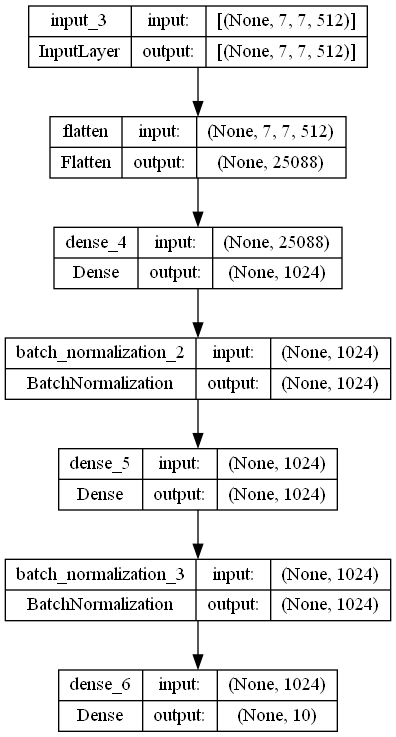 input_3 input: [(None, 7, 7, 512)]
InputLayer output: [(None, 7, 7, 512)]
flatten input: (None, 7, 7, 512)
Flatten output: (None, 25088)
dense_4 input: (None, 25088)
Dense output: (None, 1024)
batch_normalization_2 input: (None, 1024)
BatchNormalization output: (None, 1024)
dense_5 input: (None, 1024)
Dense output: (None, 1024)
batch_normalization_3 input: (None, 1024)
BatchNormalization output: (None, 1024)
dense_6 input: (None, 1024)
Dense output: (None, 10)